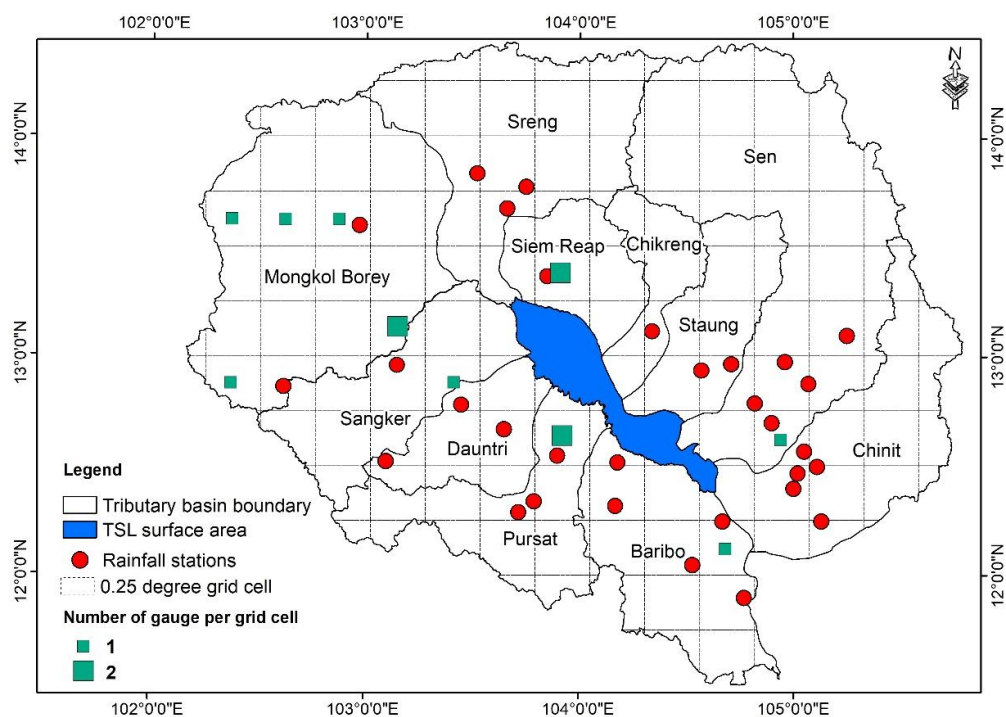 102°0'0"E 103°0'0"E 104°0'0"E 105°0'0"E
N
14°0'0"N
14°0'0"N
Sreng
Sen
Siem Reap
Chikreng
Mongkol Borey
Staung
13°0'0"N
13°0'0"N
Sangker
Dauntri
Chinit
Pursat
Baribo
12°0'0"N
12°0'0"N
Legend
Tributary basin boundary
TSL surface area
Rainfall stations
0.25 degree grid cell
Number of gauge per grid cell
1
2
102°0'0"E 103°0'0"E 104°0'0"E 105°0'0"E